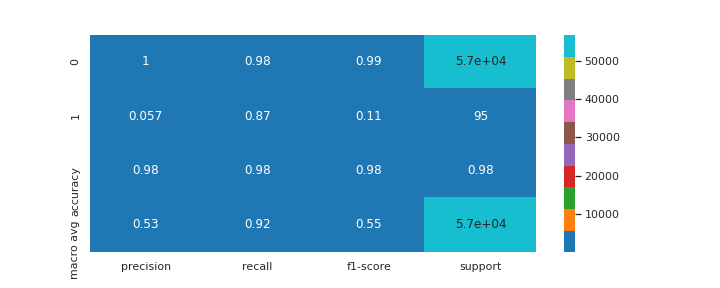 0 1 0.98 0.99 5.7e+04
1 0.057 0.87 0.11 95
accuracy 0.98 0.98 0.98 0.98
macro avg 0.53 0.92 0.55 5.7e+04
precision recall f1-score support
50000
40000
30000
20000
10000